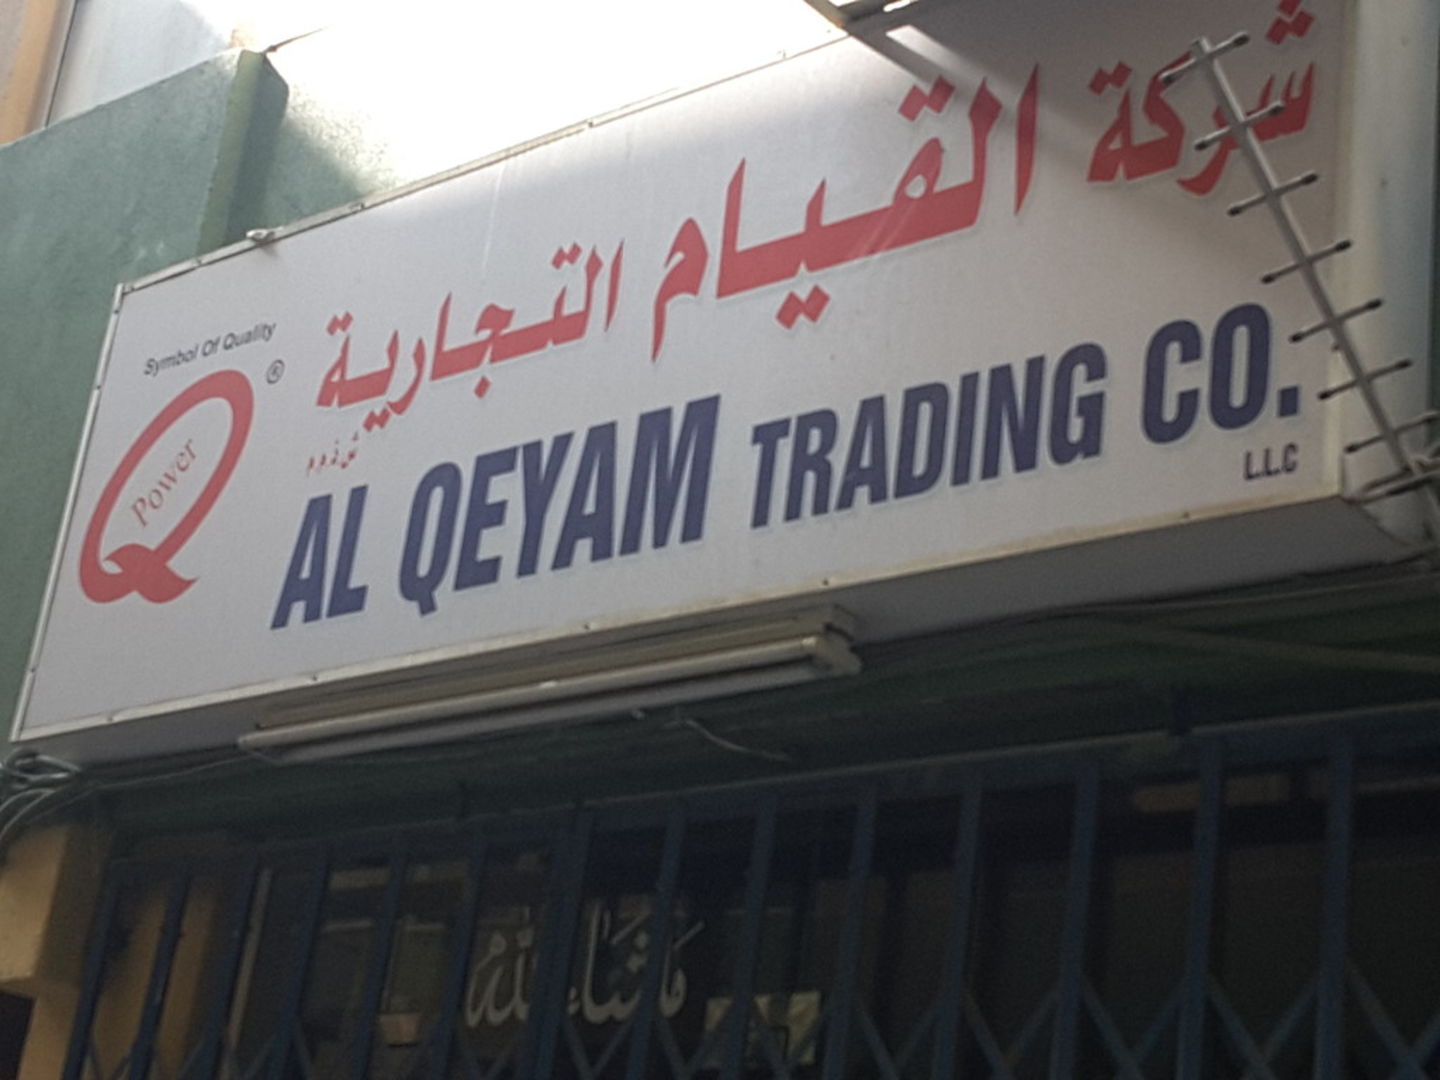 شركة القيام التجارية
ش.ذ.م.م
Symbol Of Quality
®
Q
Power
AL QEYAM TRADING CO.
L.L.C
ما شاء الله